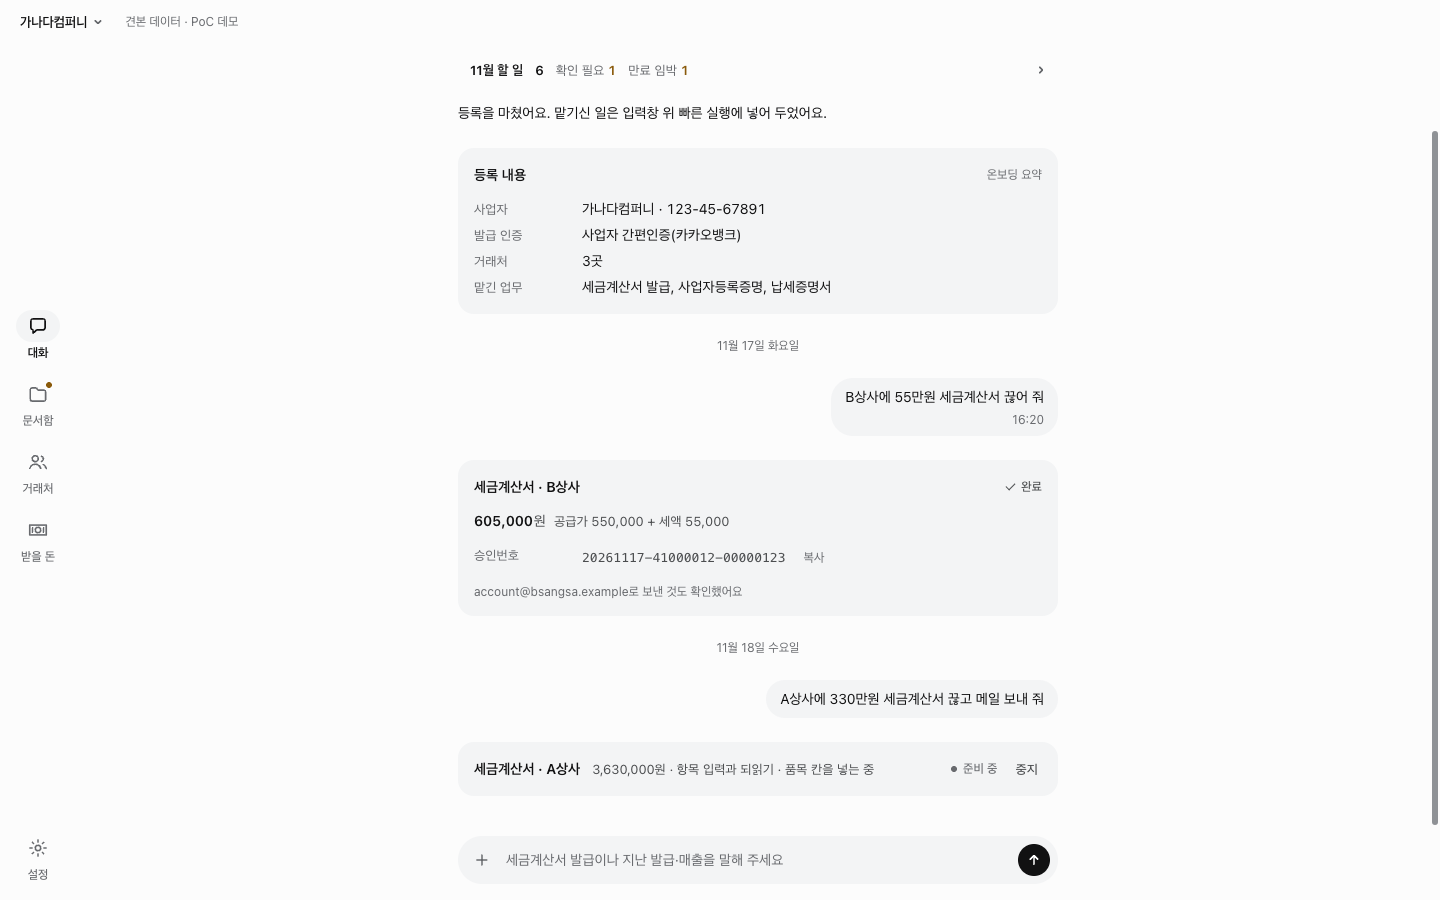 가나다컴퍼니
견본 데이터 · PoC 데모
11월 할 일 6 확인 필요 1 만료 임박 1
등록을 마쳤어요. 맡기신 일은 입력창 위 빠른 실행에 넣어 두었어요.
등록 내용 온보딩 요약
사업자 가나다컴퍼니 · 123-45-67891
발급 인증 사업자 간편인증(카카오뱅크)
거래처 3곳
맡긴 업무 세금계산서 발급, 사업자등록증명, 납세증명서
11월 17일 화요일
B상사에 55만원 세금계산서 끊어 줘
16:20
세금계산서 · B상사 완료
605,000원 공급가 550,000 + 세액 55,000
승인번호 20261117-41000012-00000123 복사
account@bsangsa.example로 보낸 것도 확인했어요
11월 18일 수요일
A상사에 330만원 세금계산서 끊고 메일 보내 줘
세금계산서 · A상사 3,630,000원 · 항목 입력과 되읽기 · 품목 칸을 넣는 중 준비 중 중지
세금계산서 발급이나 지난 발급·매출을 말해 주세요
대화
문서함
거래처
받을 돈
설정